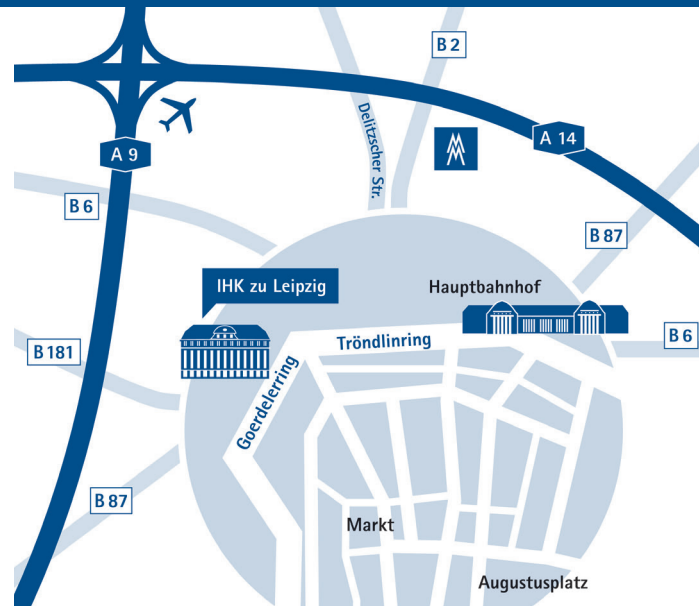 B 2
Delitzscher Str.
A 14
A 9
B 6
B 87
IHK zu Leipzig
Hauptbahnhof
Tröndlinring
B 6
B 181
Goerdelerring
B 87
Markt
Augustusplatz